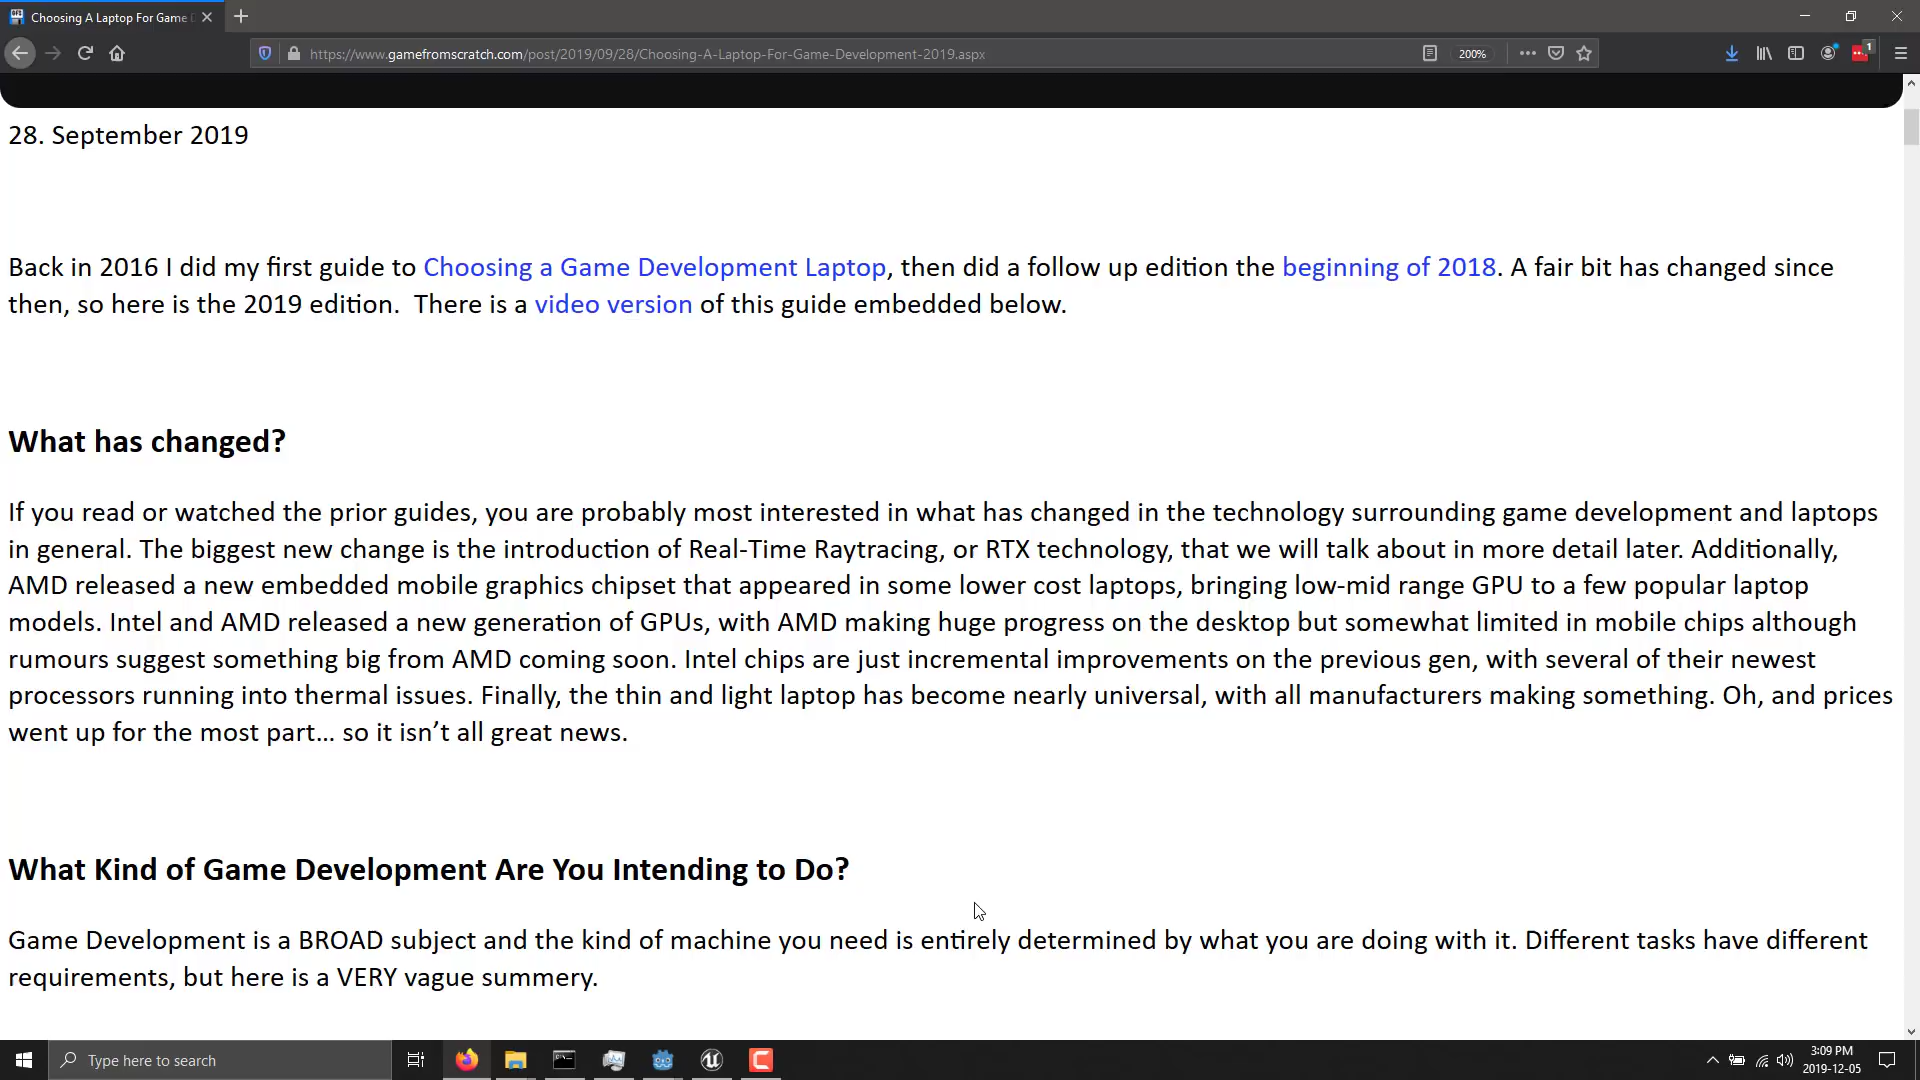 Choosing A Laptop For Game D
https://www.gamefromscratch.com/post/2019/09/28/Choosing-A-Laptop-For-Game-Development-2019.aspx
200%
1
28. September 2019
Back in 2016 I did my first guide to Choosing a Game Development Laptop, then did a follow up edition the beginning of 2018. A fair bit has changed since
then, so here is the 2019 edition.  There is a video version of this guide embedded below.
What has changed?
If you read or watched the prior guides, you are probably most interested in what has changed in the technology surrounding game development and laptops
in general. The biggest new change is the introduction of Real-Time Raytracing, or RTX technology, that we will talk about in more detail later. Additionally,
AMD released a new embedded mobile graphics chipset that appeared in some lower cost laptops, bringing low-mid range GPU to a few popular laptop
models. Intel and AMD released a new generation of GPUs, with AMD making huge progress on the desktop but somewhat limited in mobile chips although
rumours suggest something big from AMD coming soon. Intel chips are just incremental improvements on the previous gen, with several of their newest
processors running into thermal issues. Finally, the thin and light laptop has become nearly universal, with all manufacturers making something. Oh, and prices
went up for the most part… so it isn’t all great news.
What Kind of Game Development Are You Intending to Do?
Game Development is a BROAD subject and the kind of machine you need is entirely determined by what you are doing with it. Different tasks have different
requirements, but here is a VERY vague summery.
Type here to search
3:09 PM
2019-12-05